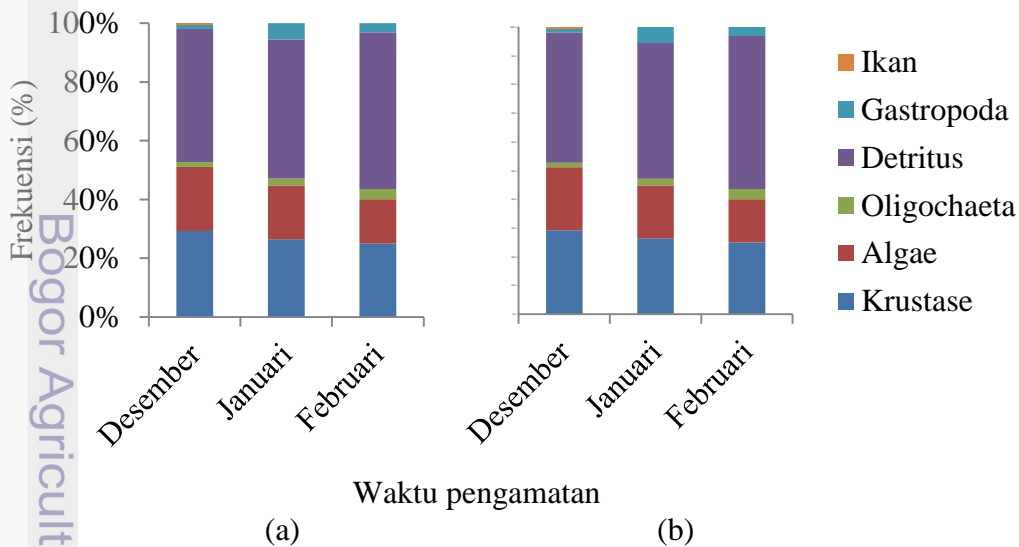 100%
80%
60%
40%
20%
0%
Frekuensi (%)
Desember
Januari
Februari
Desember
Januari
Februari
Ikan
Gastropoda
Detritus
Oligochaeta
Algae
Krustase
Waktu pengamatan
(a)
(b)
Bogor Agricult